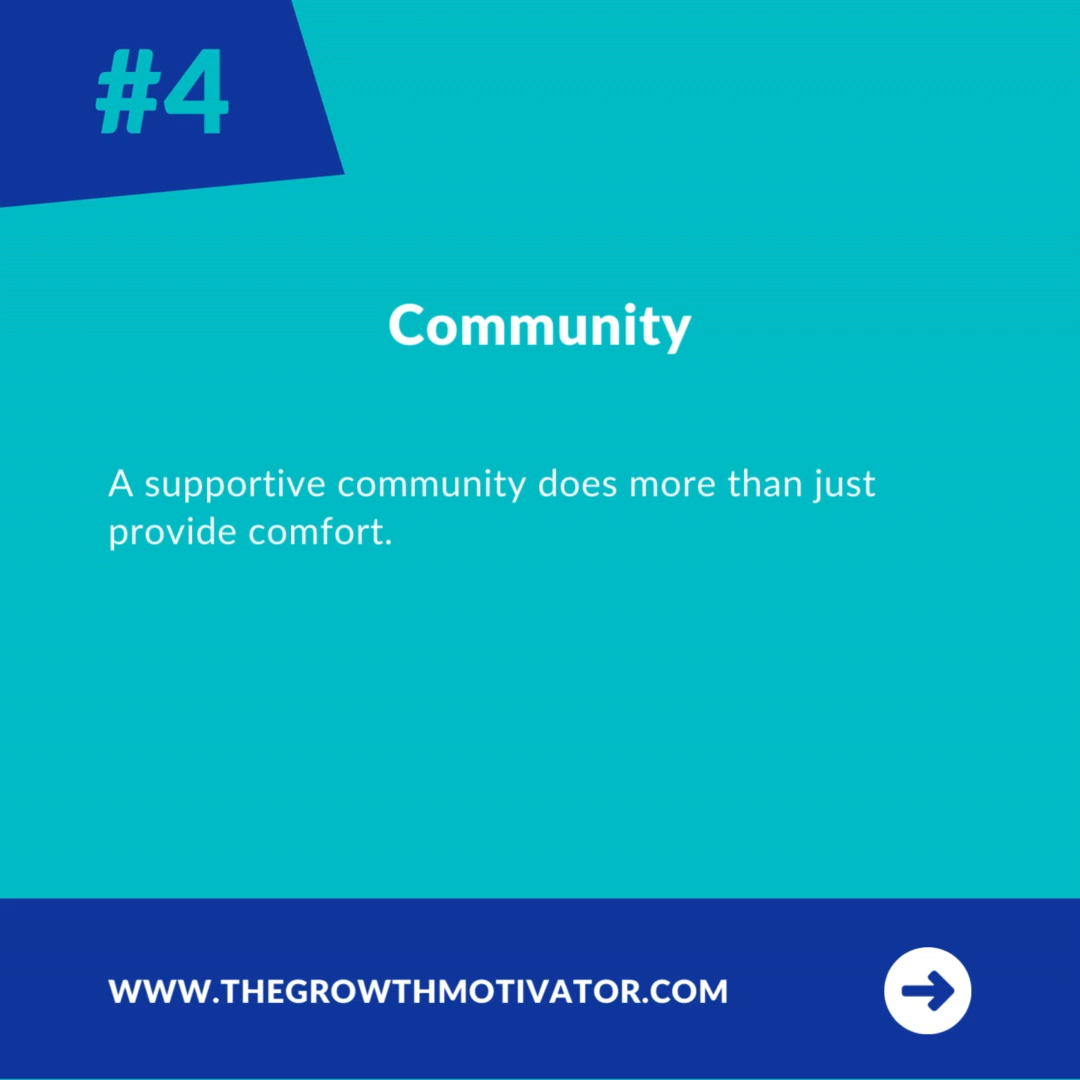 #4
Community
A supportive community does more than just
provide comfort.
WWW.THEGROWTHMOTIVATOR.COM